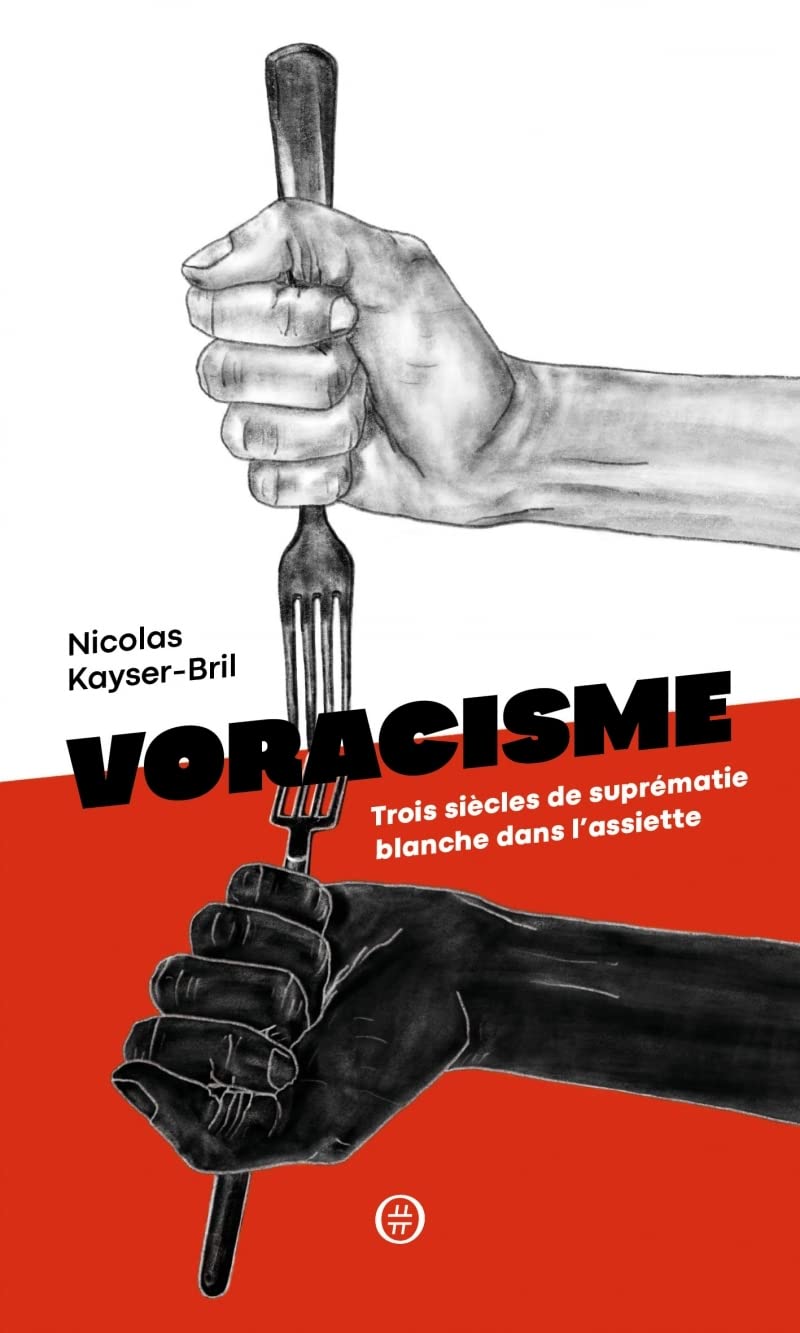 Nicolas
Kayser-Bril
VORACISME
Trois siècles de suprématie
blanche dans l'assiette